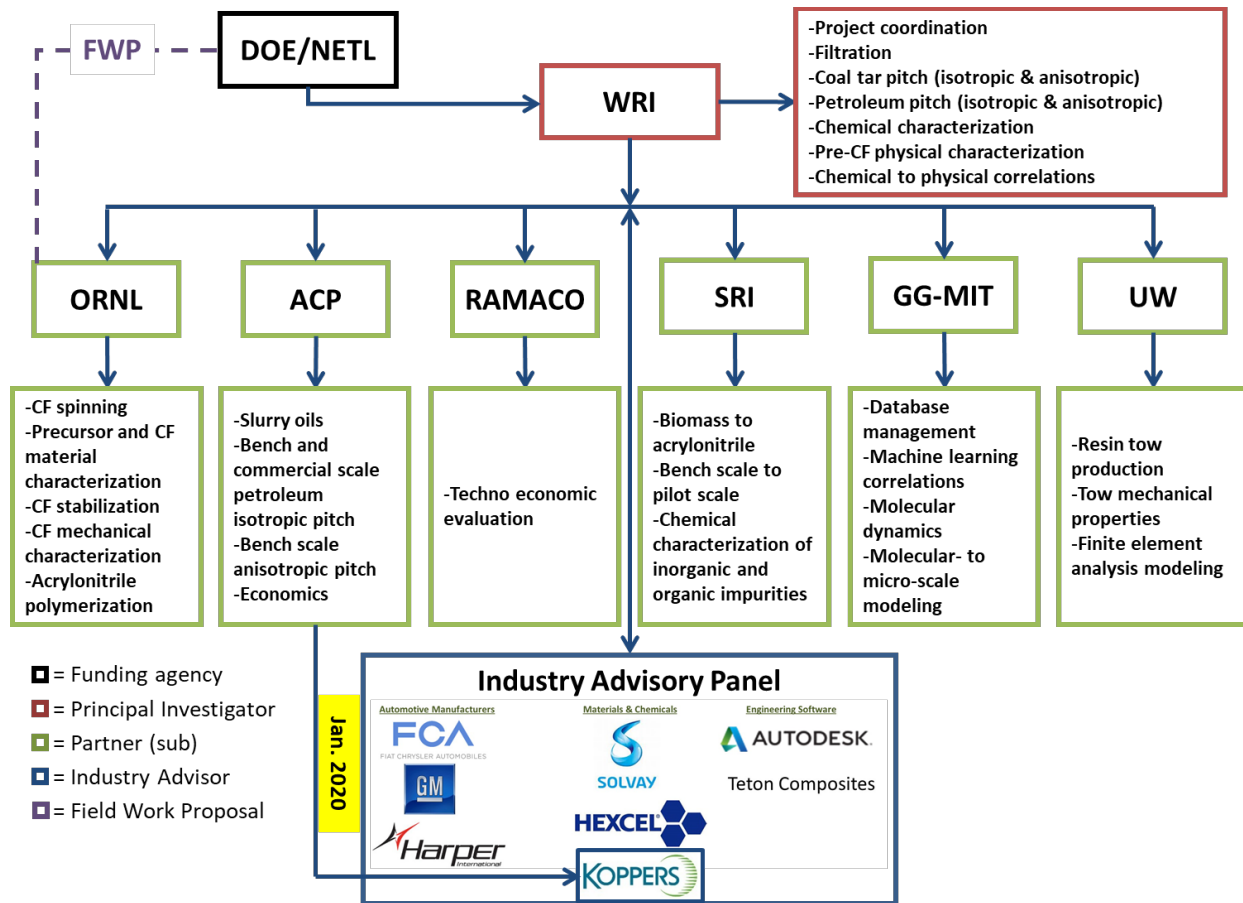 FWP
DOE/NETL
WRI
-Project coordination
-Filtration
-Coal tar pitch (isotropic & anisotropic)
-Petroleum pitch (isotropic & anisotropic)
-Chemical characterization
-Pre-CF physical characterization
-Chemical to physical correlations
ORNL
ACP
RAMACO
SRI
GG-MIT
UW
-CF spinning
-Precursor and CF
material
characterization
-CF stabilization
-CF mechanical
characterization
-Acrylonitrile
polymerization
-Slurry oils
-Bench and
commercial scale
petroleum
isotropic pitch
-Bench scale
anisotropic pitch
-Economics
-Techno economic
evaluation
-Biomass to
acrylonitrile
-Bench scale to
pilot scale
-Chemical
characterization of
inorganic and
organic impurities
-Database
management
-Machine learning
correlations
-Molecular
dynamics
-Molecular- to
micro-scale
modeling
-Resin tow
production
-Tow mechanical
properties
-Finite element
analysis modeling
= Funding agency
= Principal Investigator
= Partner (sub)
= Industry Advisor
= Field Work Proposal
Jan. 2020
Industry Advisory Panel
Automotive Manufacturers
FCA
FIAT CHRYSLER AUTOMOBILES
GM
Harper
International
Materials & Chemicals
SOLVAY
HEXCEL
KOPPERS
Engineering Software
AUTODESK.
Teton Composites